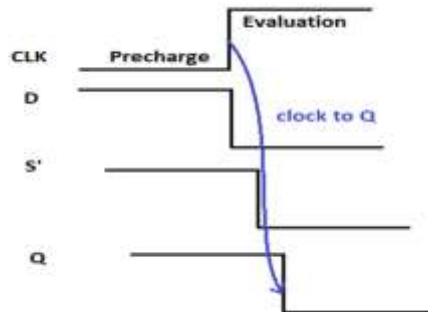 Evaluation
CLK Precharge
D
clock to Q
S'
Q